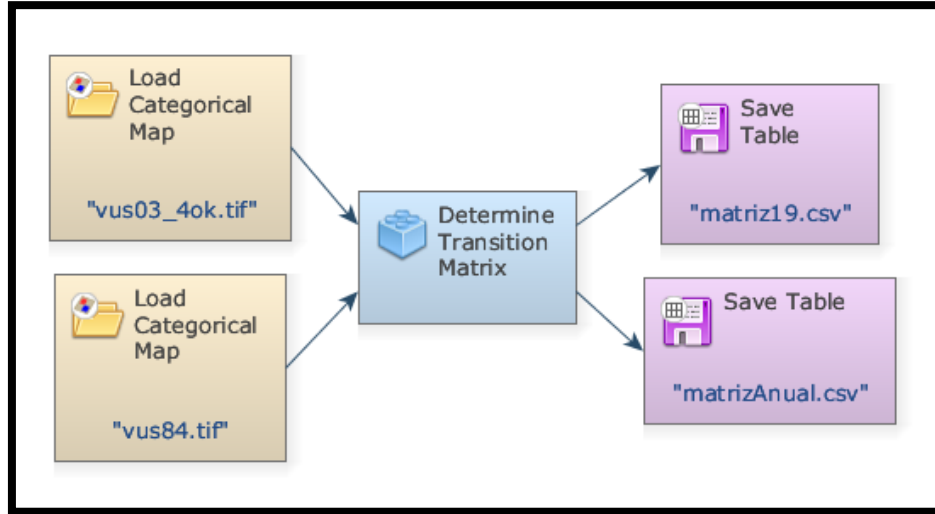 Load
Categorical
Map
"vus03_4ok.tif"
Load
Categorical
Map
"vus84.tif"
Determine
Transition
Matrix
Save
Table
"matriz19.csv"
Save Table
"matrizAnual.csv"